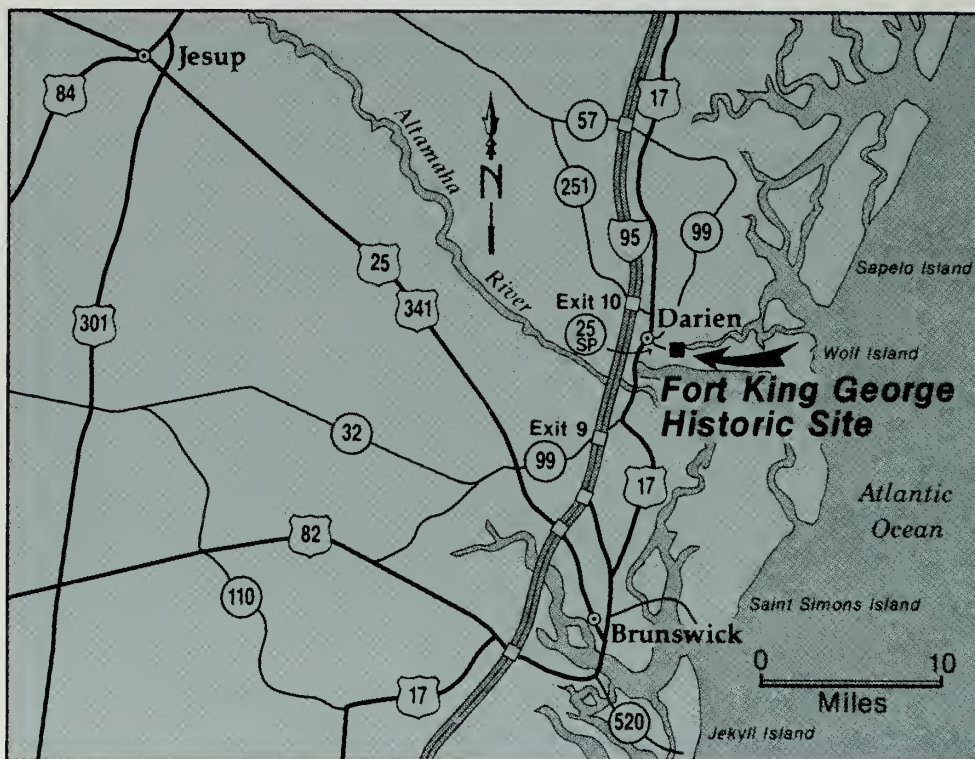 Jesup
84
17
57
Altamaha
N
251
95
99
25
Sapelo Island
341
River
Exit 10
301
Darien
25
SP
Wolf Island
Fort King George
Historic Site
32
Exit 9
99
17
Atlantic
Ocean
82
110
Saint Simons Island
Brunswick
0 10
Miles
17
520
Jekyll Island